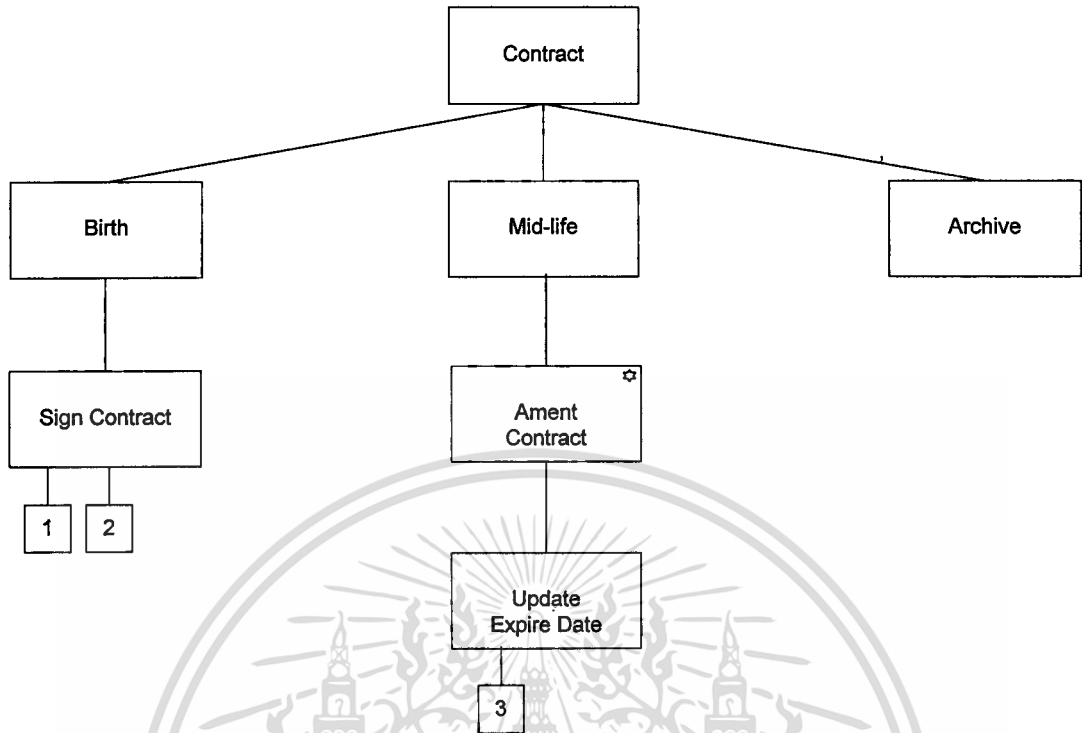 Contract
Birth
Mid-life
Archive
Sign Contract
Ament
Contract
1
2
Update
Expire Date
3